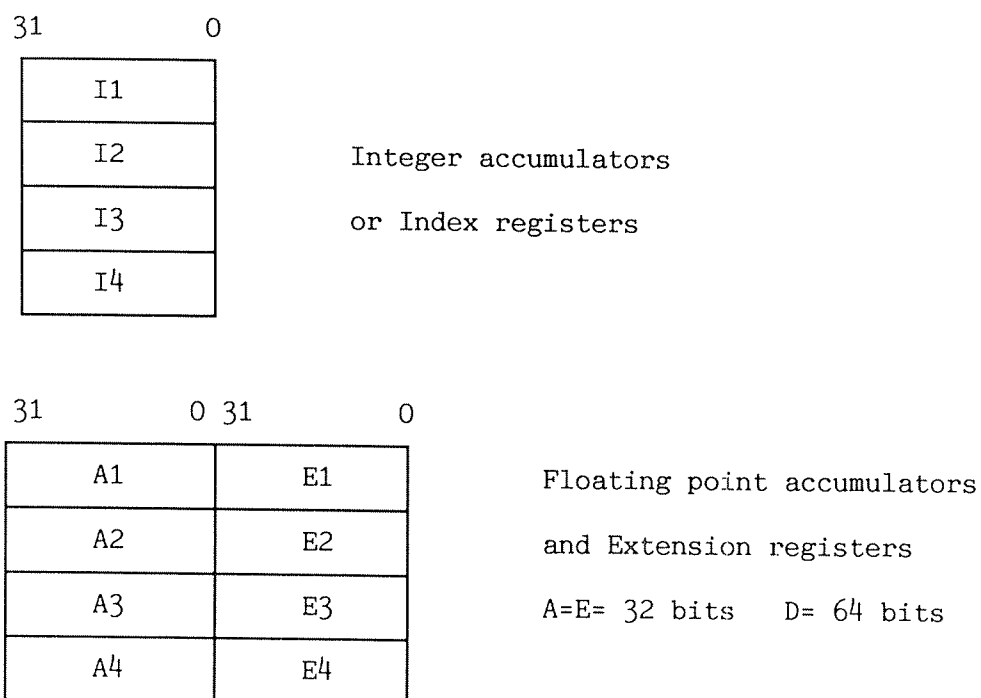 31 0
I1
I2
I3
I4
Integer accumulators
or Index registers
31 0 31 0
A1 E1
A2 E2
A3 E3
A4 E4
Floating point accumulators
and Extension registers
A=E= 32 bits D= 64 bits